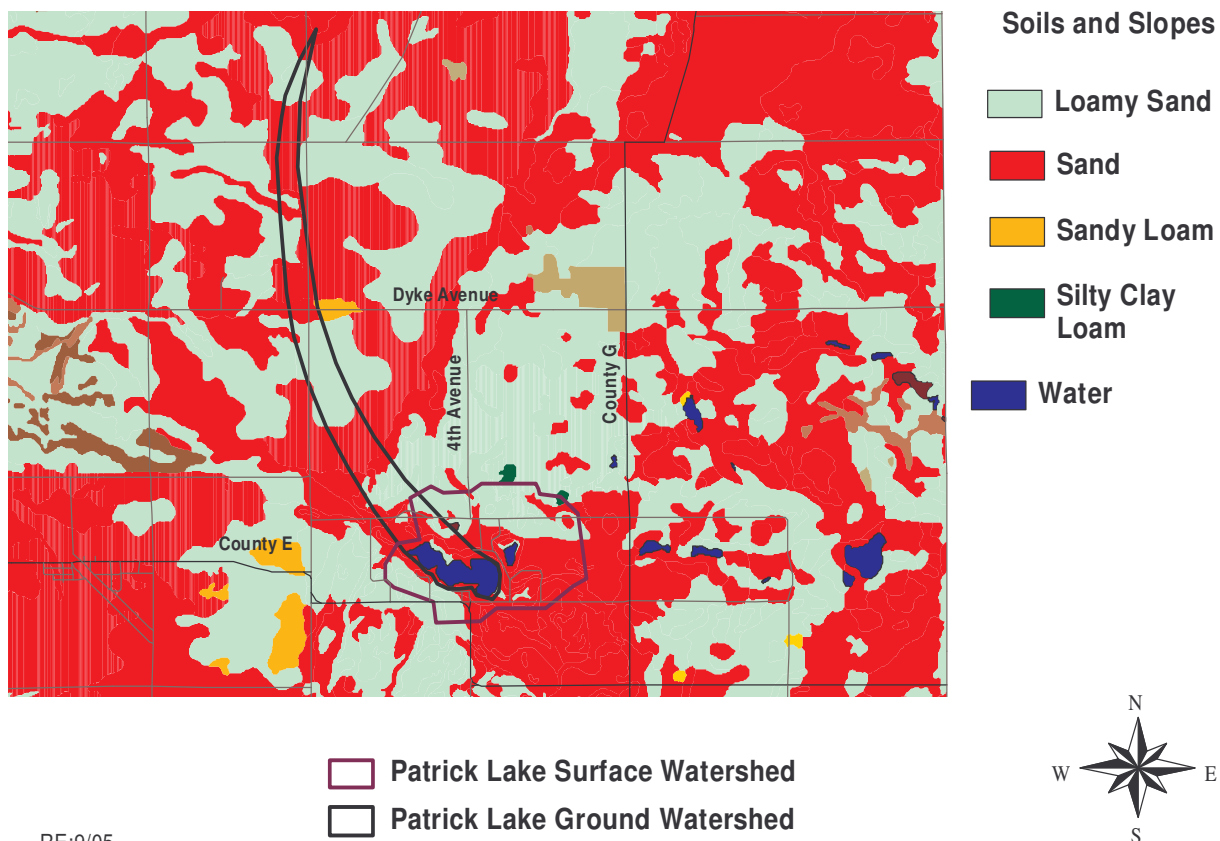 Soils and Slopes
Loamy Sand
Sand
Sandy Loam
Silty Clay
Loam
Water
Dyke Avenue
4th Avenue
County G
County E
Patrick Lake Surface Watershed
Patrick Lake Ground Watershed
N
W
E
S